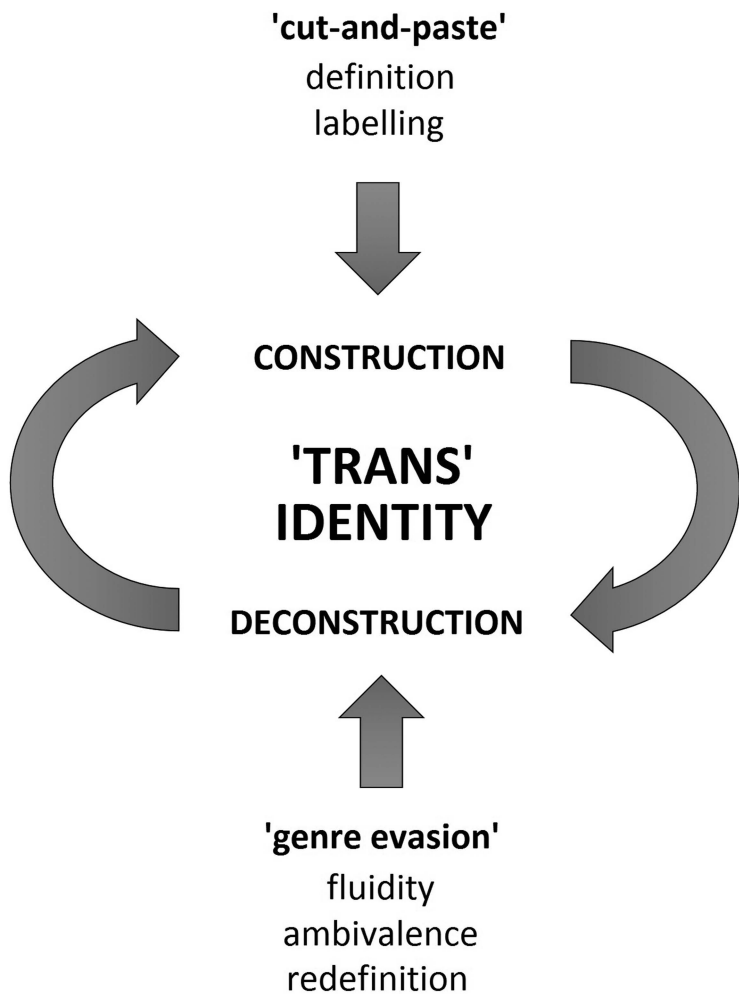 'cut-and-paste'
definition
labelling
CONSTRUCTION
'TRANS'
IDENTITY
DECONSTRUCTION
'genre evasion'
fluidity
ambivalence
redefinition